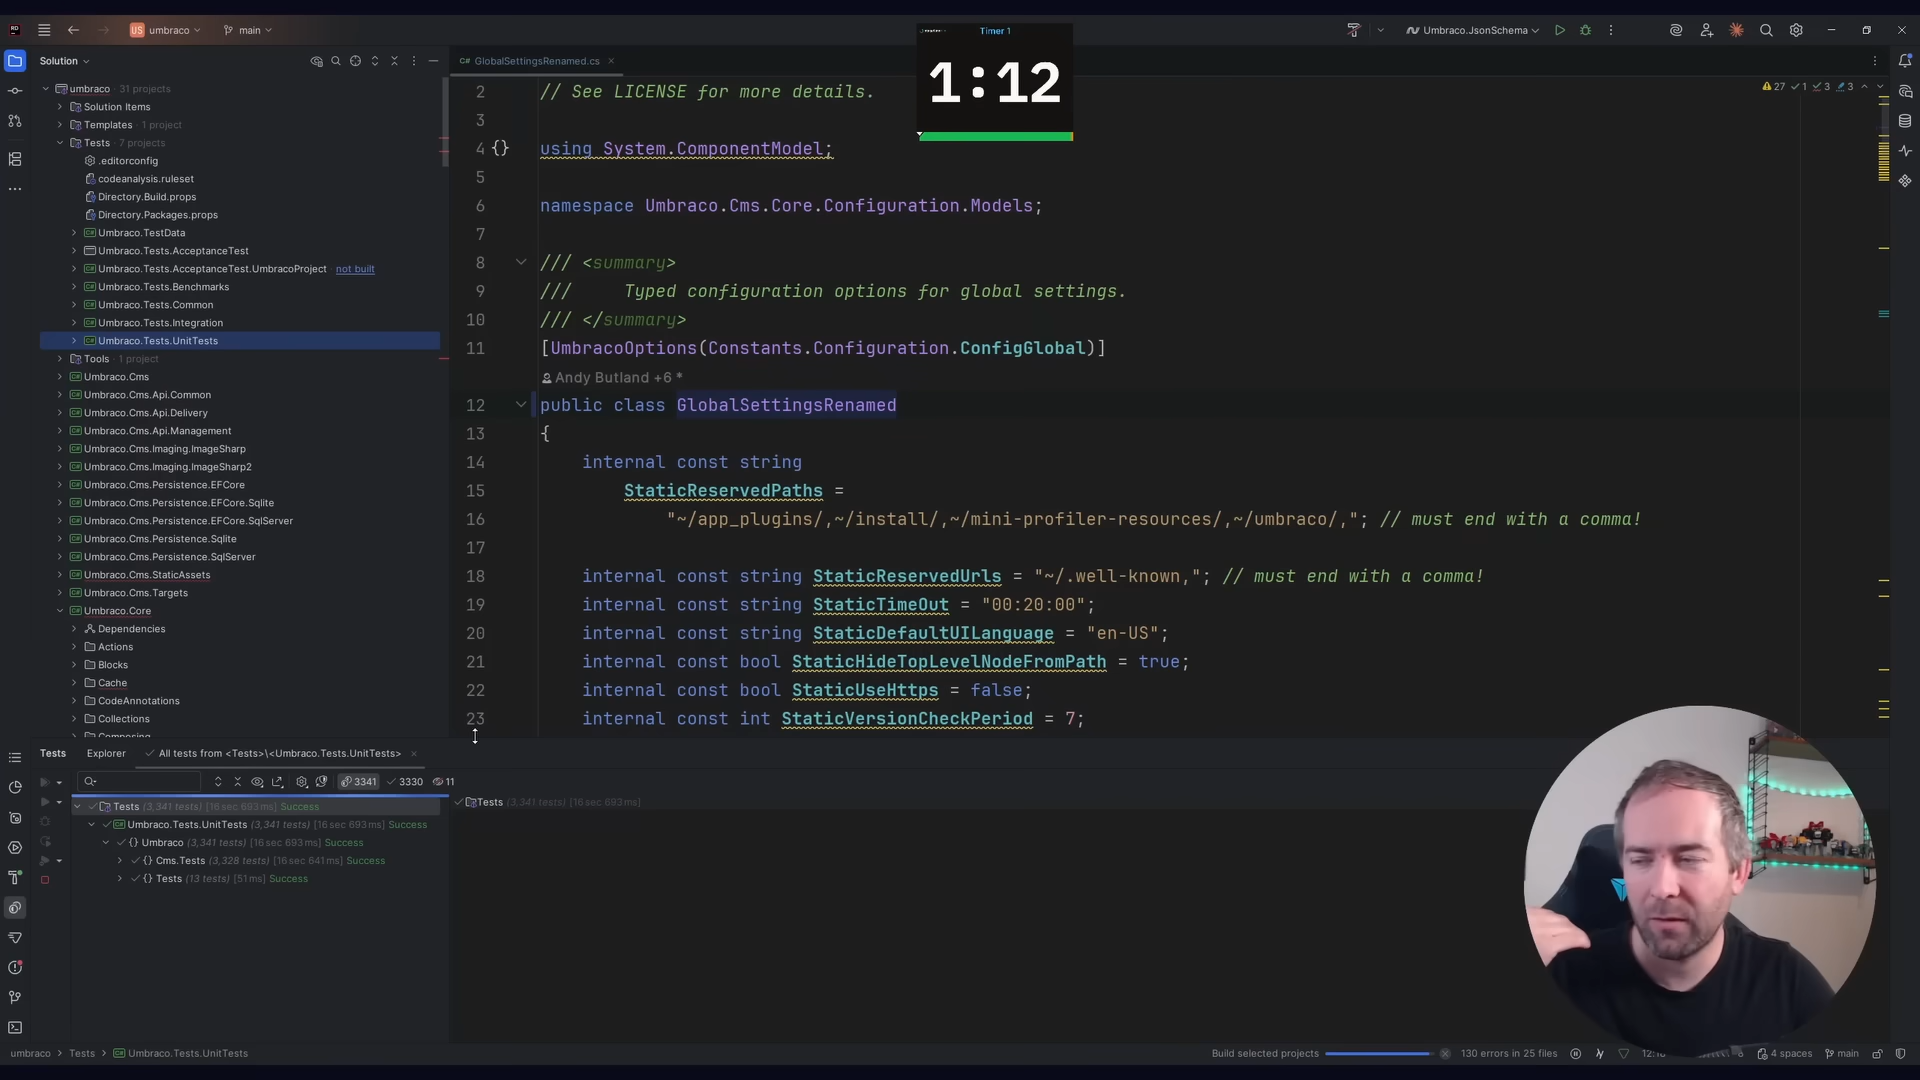 RD
US umbraco
main
Umbraco.JsonSchema
Timer 1
1:12
Solution
GlobalSettingsRenamed.cs
27 1 3 3
umbraco 31 projects
Solution Items
Templates 1 project
Tests 7 projects
.editorconfig
codeanalysis.ruleset
Directory.Build.props
Directory.Packages.props
Umbraco.TestData
Umbraco.Tests.AcceptanceTest
Umbraco.Tests.AcceptanceTest.UmbracoProject not built
Umbraco.Tests.Benchmarks
Umbraco.Tests.Common
Umbraco.Tests.Integration
Umbraco.Tests.UnitTests
Tools 1 project
Umbraco.Cms
Umbraco.Cms.Api.Common
Umbraco.Cms.Api.Delivery
Umbraco.Cms.Api.Management
Umbraco.Cms.Imaging.ImageSharp
Umbraco.Cms.Imaging.ImageSharp2
Umbraco.Cms.Persistence.EFCore
Umbraco.Cms.Persistence.EFCore.Sqlite
Umbraco.Cms.Persistence.EFCore.SqlServer
Umbraco.Cms.Persistence.Sqlite
Umbraco.Cms.Persistence.SqlServer
Umbraco.Cms.StaticAssets
Umbraco.Cms.Targets
Umbraco.Core
Dependencies
Actions
Blocks
Cache
CodeAnnotations
Collections
Composing
2 // See LICENSE for more details.
3
4 {} using System.ComponentModel;
5
6 namespace Umbraco.Cms.Core.Configuration.Models;
7
8 /// <summary>
9 /// Typed configuration options for global settings.
10 /// </summary>
11 [UmbracoOptions(Constants.Configuration.ConfigGlobal)]
Andy Butland +6 *
12 public class GlobalSettingsRenamed
13 {
14 internal const string
15 StaticReservedPaths =
16 "~/app_plugins/,~/install/,~/mini-profiler-resources/,~/umbraco/,"; // must end with a comma!
17
18 internal const string StaticReservedUrls = "~/.well-known,"; // must end with a comma!
19 internal const string StaticTimeOut = "00:20:00";
20 internal const string StaticDefaultUILanguage = "en-US";
21 internal const bool StaticHideTopLevelNodeFromPath = true;
22 internal const bool StaticUseHttps = false;
23 internal const int StaticVersionCheckPeriod = 7;
Tests Explorer All tests from <Tests>\<Umbraco.Tests.UnitTests>
3341 3330 11
Tests (3,341 tests) [16 sec 693 ms] Success
Umbraco.Tests.UnitTests (3,341 tests) [16 sec 693 ms] Success
{} Umbraco (3,341 tests) [16 sec 693 ms] Success
{} Cms.Tests (3,328 tests) [16 sec 641 ms] Success
{} Tests (13 tests) [51 ms] Success
Tests (3,341 tests) [16 sec 693 ms]
umbraco > Tests > Umbraco.Tests.UnitTests
Build selected projects
130 errors in 25 files
4 spaces
main